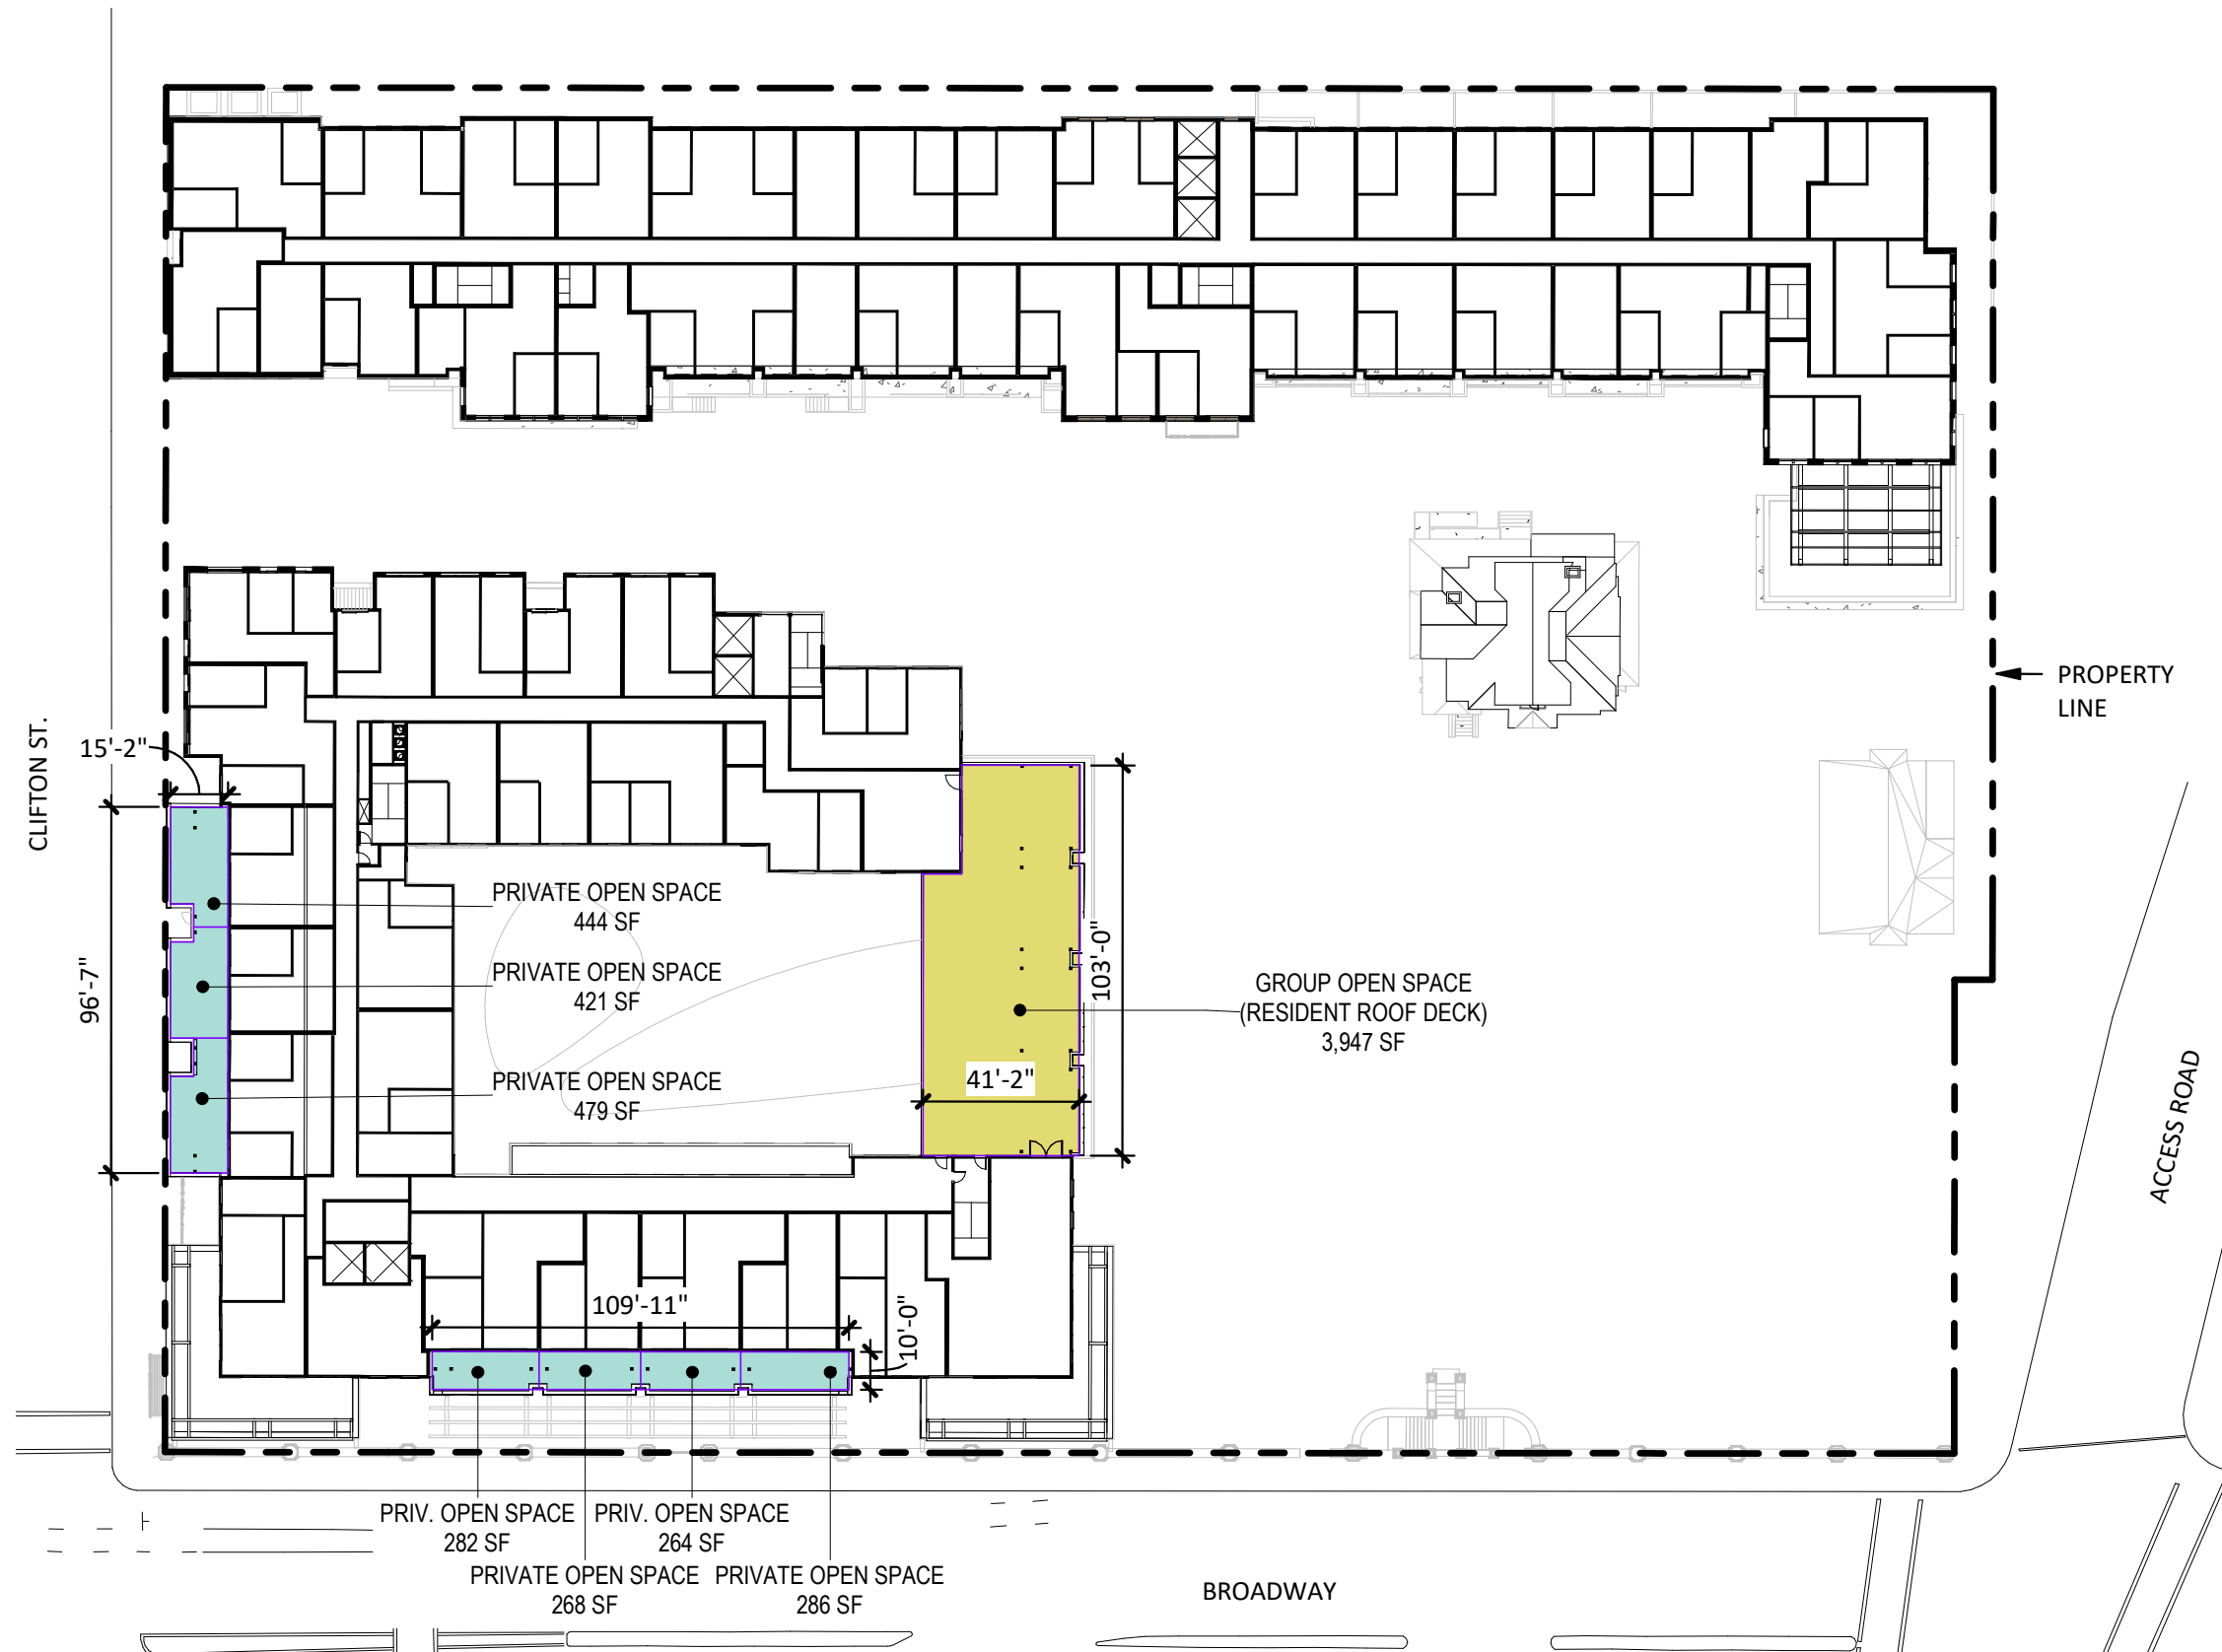 PROPERTY
LINE
CLIFTON ST.
15'-2"
96'-7"
PRIVATE OPEN SPACE
444 SF
PRIVATE OPEN SPACE
421 SF
PRIVATE OPEN SPACE
479 SF
103'-0"
41'-2"
GROUP OPEN SPACE
(RESIDENT ROOF DECK)
3,947 SF
ACCESS ROAD
109'-11"
10'-0"
PRIV. OPEN SPACE
282 SF
PRIV. OPEN SPACE
264 SF
PRIVATE OPEN SPACE
268 SF
PRIVATE OPEN SPACE
286 SF
BROADWAY